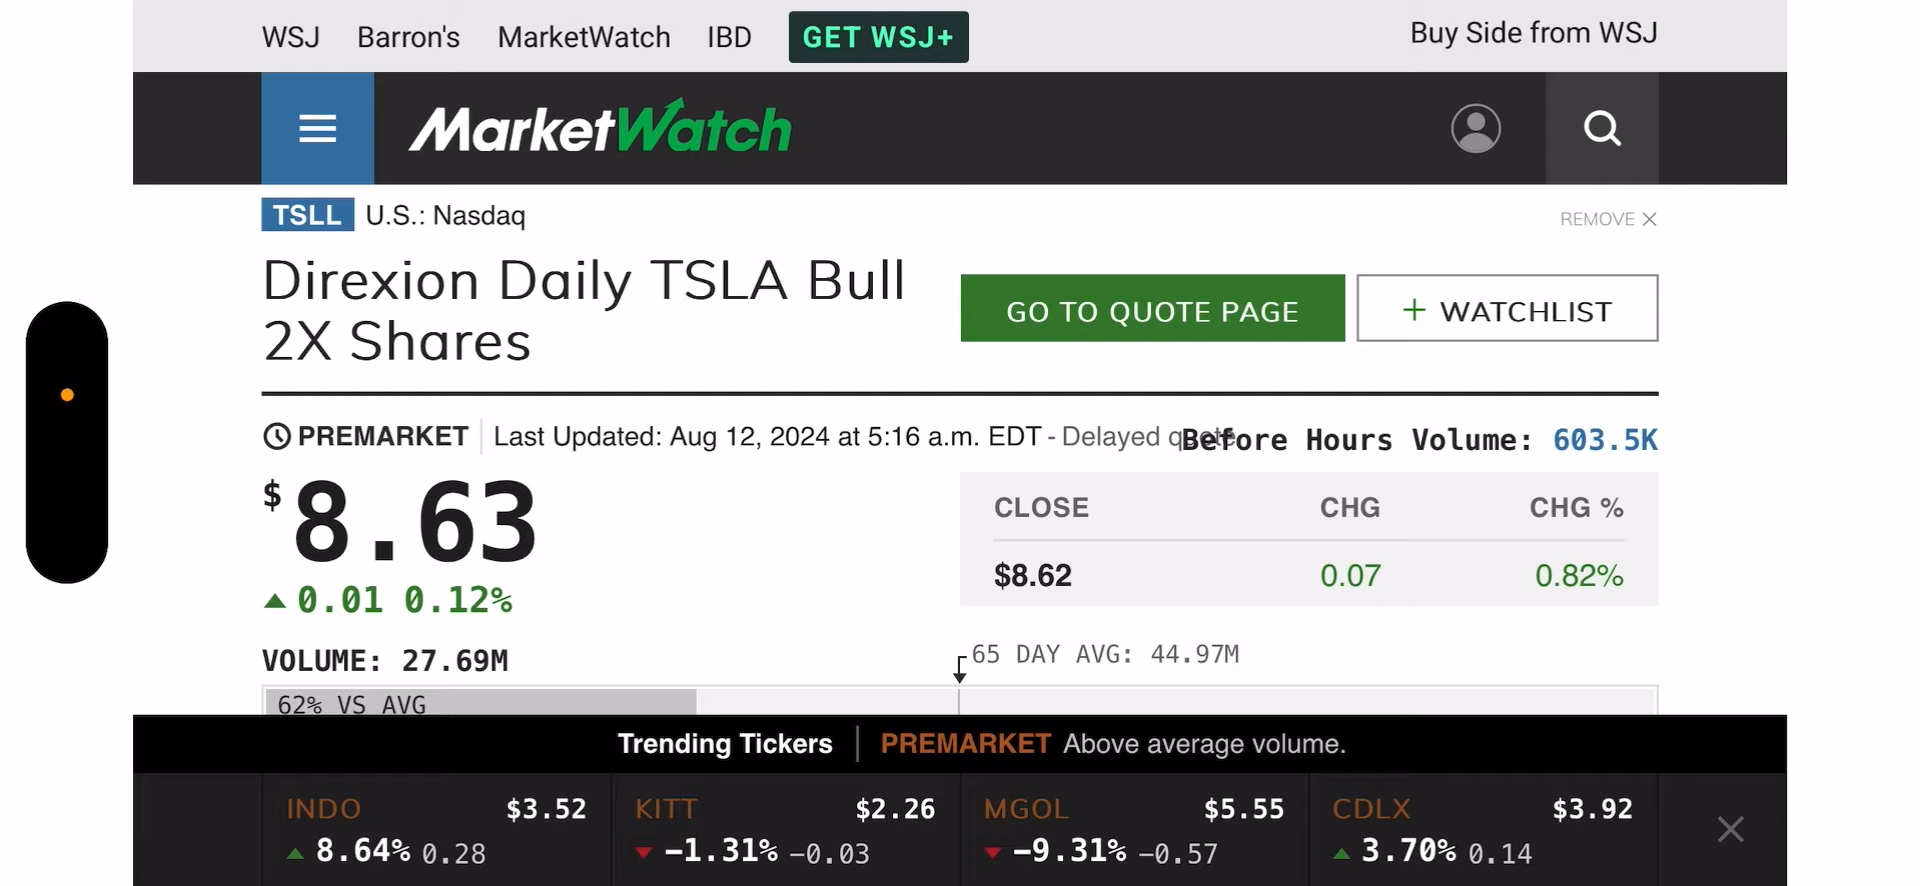 WSJ Barron's MarketWatch IBD GET WSJ+ Buy Side from WSJ
MarketWatch
TSLL U.S.: Nasdaq REMOVE
Direxion Daily TSLA Bull
2X Shares
GO TO QUOTE PAGE + WATCHLIST
PREMARKET Last Updated: Aug 12, 2024 at 5:16 a.m. EDT - Delayed quote Before Hours Volume: 603.5K
$8.63
0.01 0.12%
CLOSE CHG CHG %
$8.62 0.07 0.82%
VOLUME: 27.69M 65 DAY AVG: 44.97M
62% VS AVG
Trending Tickers PREMARKET Above average volume.
INDO $3.52 KITT $2.26 MGOL $5.55 CDLX $3.92
8.64% 0.28 -1.31% -0.03 -9.31% -0.57 3.70% 0.14